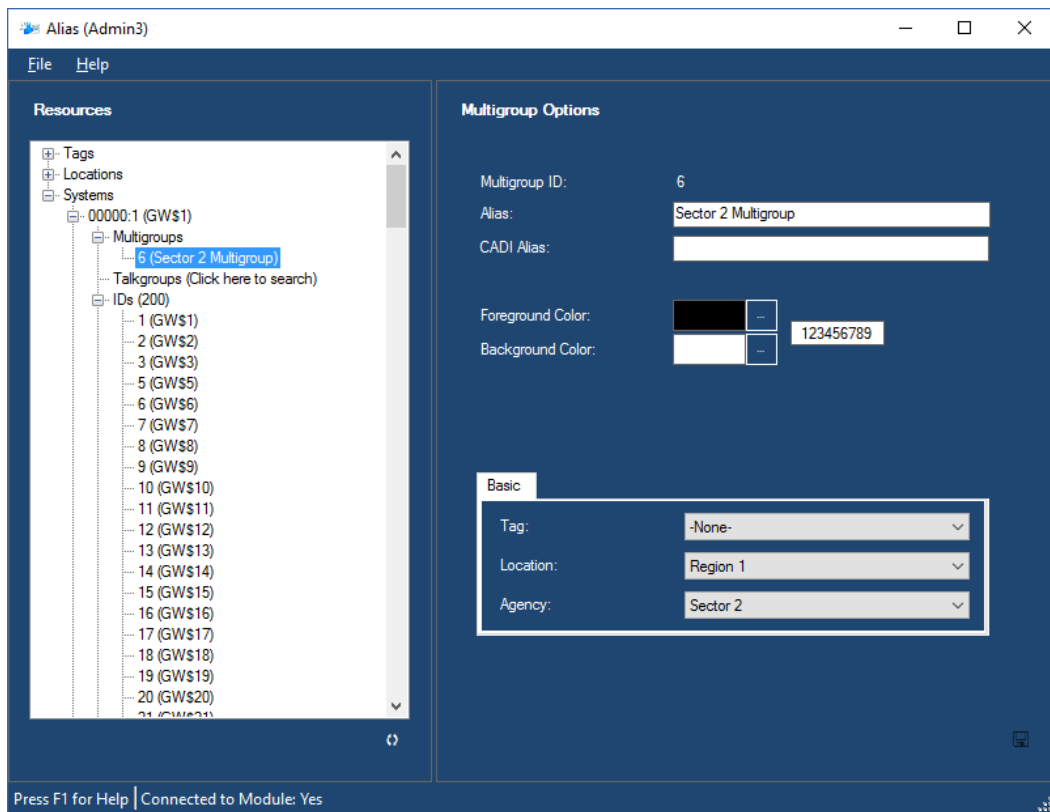 Alias (Admin3)
File Help
Resources
Tags
Locations
Systems
00000:1 (GW$1)
Multigroups
6 (Sector 2 Multigroup)
Talkgroups (Click here to search)
IDs (200)
1 (GW$1)
2 (GW$2)
3 (GW$3)
5 (GW$5)
6 (GW$6)
7 (GW$7)
8 (GW$8)
9 (GW$9)
10 (GW$10)
11 (GW$11)
12 (GW$12)
13 (GW$13)
14 (GW$14)
15 (GW$15)
16 (GW$16)
17 (GW$17)
18 (GW$18)
19 (GW$19)
20 (GW$20)
21 (GW$21)
Multigroup Options
Multigroup ID: 6
Alias: Sector 2 Multigroup
CADI Alias:
Foreground Color: ...
Background Color: ...
123456789
Basic
Tag: -None-
Location: Region 1
Agency: Sector 2
Press F1 for Help Connected to Module: Yes